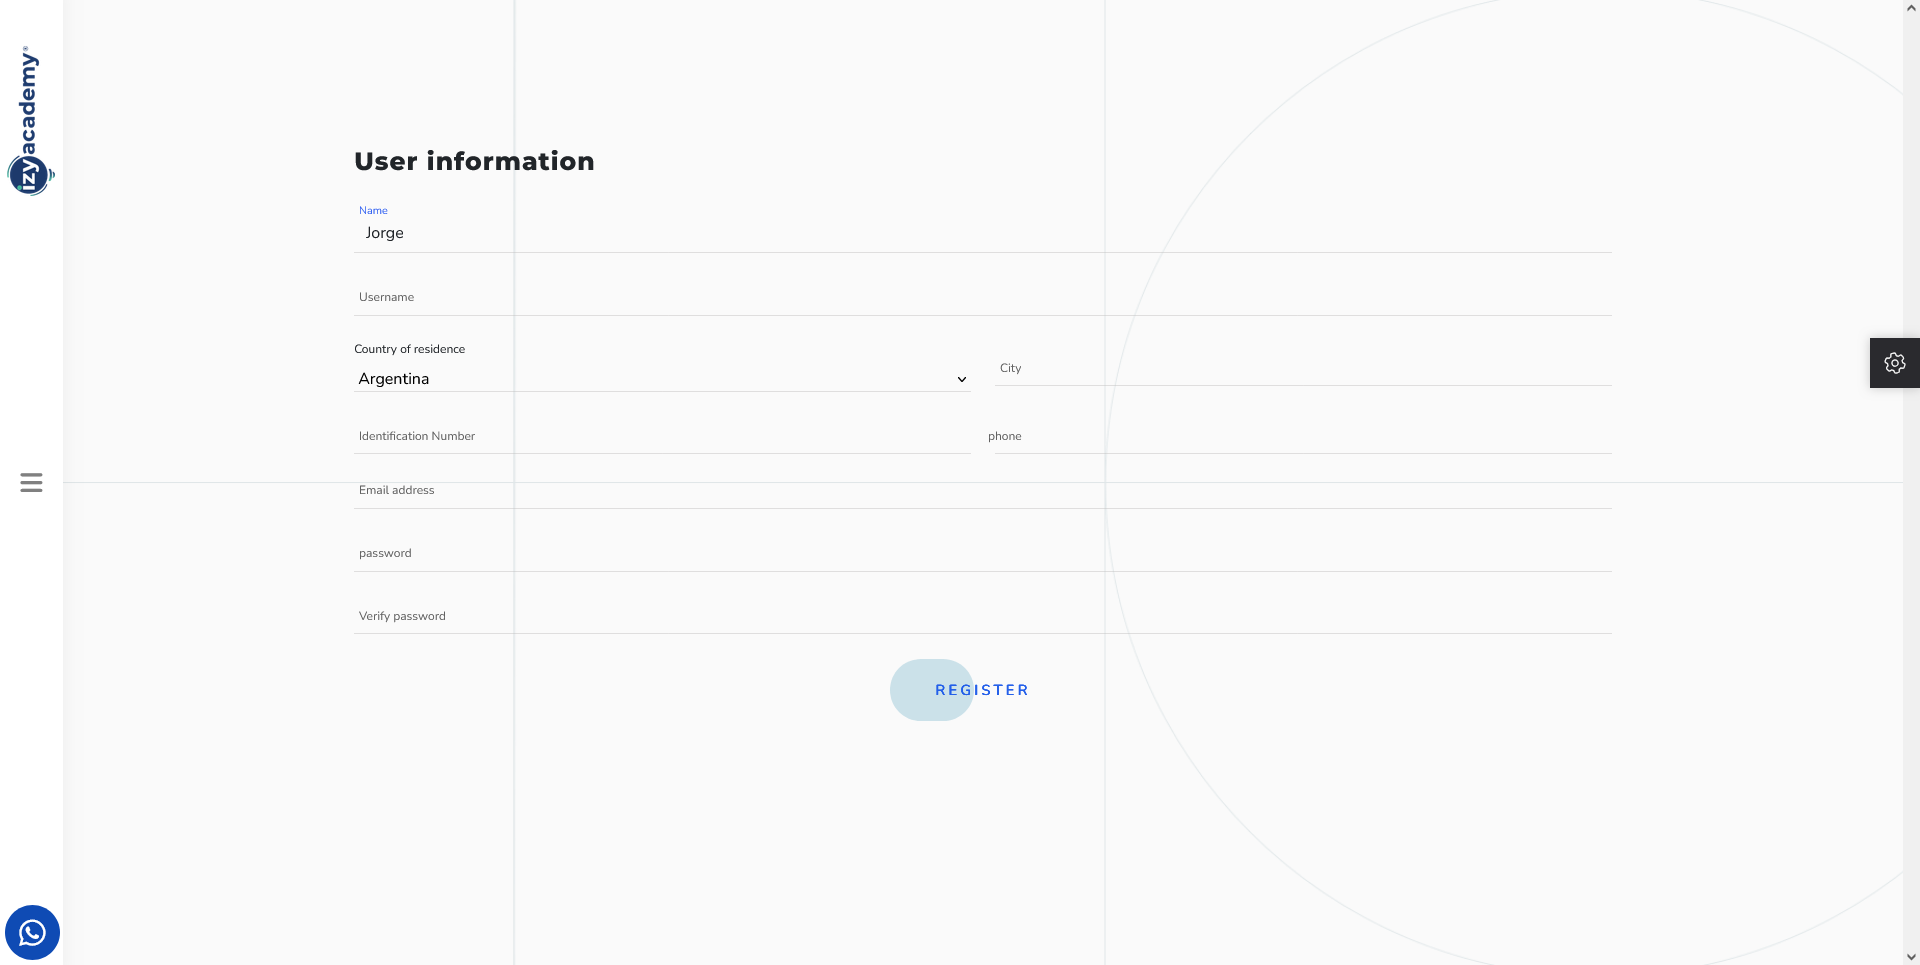 izyacademy®
User information
Name
Jorge
Username
Country of residence
Argentina
City
Identification Number
phone
Email address
password
Verify password
REGISTER